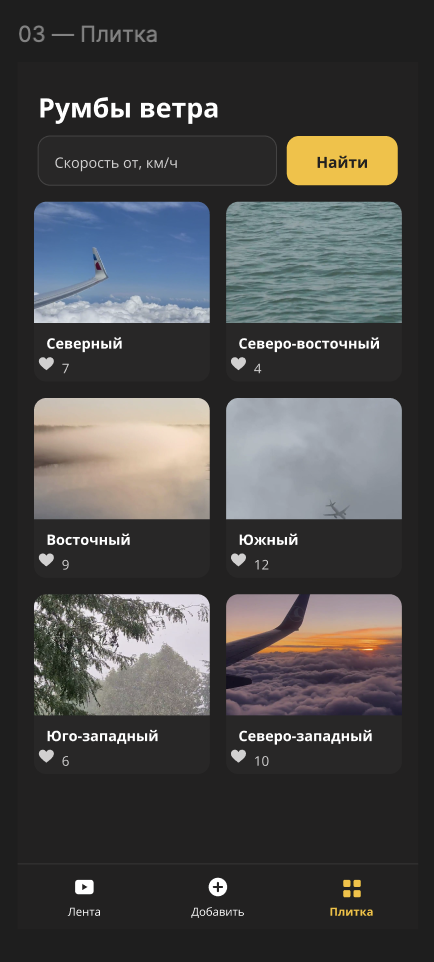 03 — Плитка
Румбы ветра
Скорость от, км/ч
Найти
Северный
7
Северо-восточный
4
Восточный
9
Южный
12
Юго-западный
6
Северо-западный
10
Лента
Добавить
Плитка